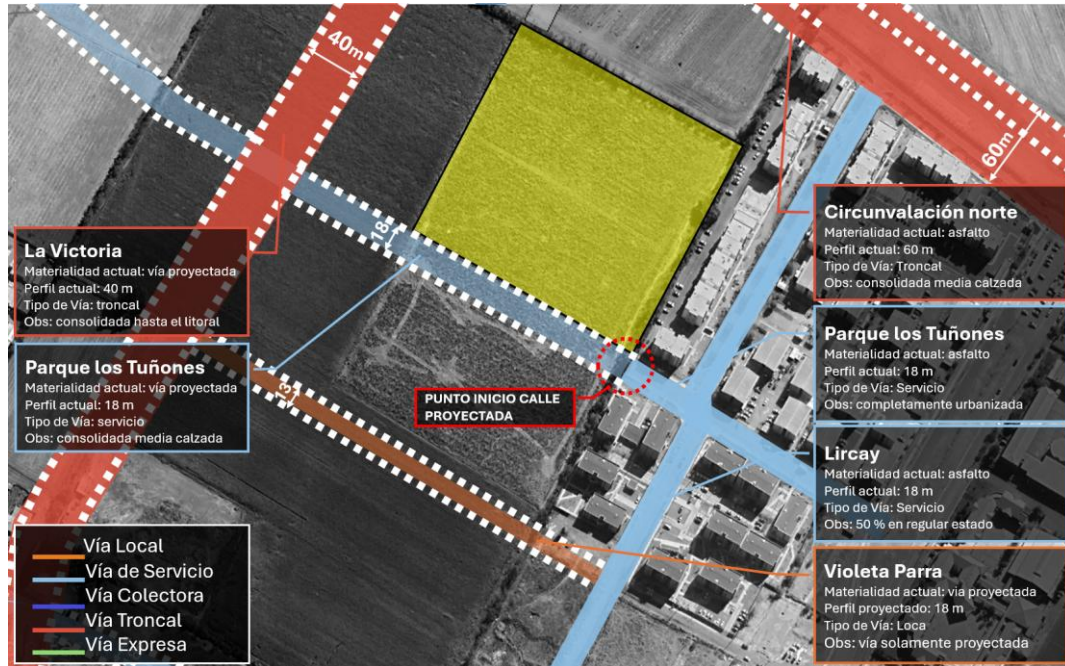 40m
60m
18
13
La Victoria
Materialidad actual: vía proyectada
Perfil actual: 40 m
Tipo de Vía: troncal
Obs: consolidada hasta el litoral
Parque los Tuñones
Materialidad actual: vía proyectada
Perfil actual: 18 m
Tipo de Vía: servicio
Obs: consolidada media calzada
PUNTO INICIO CALLE
PROYECTADA
Circunvalación norte
Materialidad actual: asfalto
Perfil actual: 60 m
Tipo de Vía: Troncal
Obs: consolidada media calzada
Parque los Tuñones
Materialidad actual: asfalto
Perfil actual: 18 m
Tipo de Vía: Servicio
Obs: completamente urbanizada
Lircay
Materialidad actual: asfalto
Perfil actual: 18 m
Tipo de Vía: Servicio
Obs: 50 % en regular estado
Violeta Parra
Materialidad actual: via proyectada
Perfil proyectado: 18 m
Tipo de Vía: Loca
Obs: vía solamente proyectada
Vía Local
Vía de Servicio
Vía Colectora
Vía Troncal
Vía Expresa